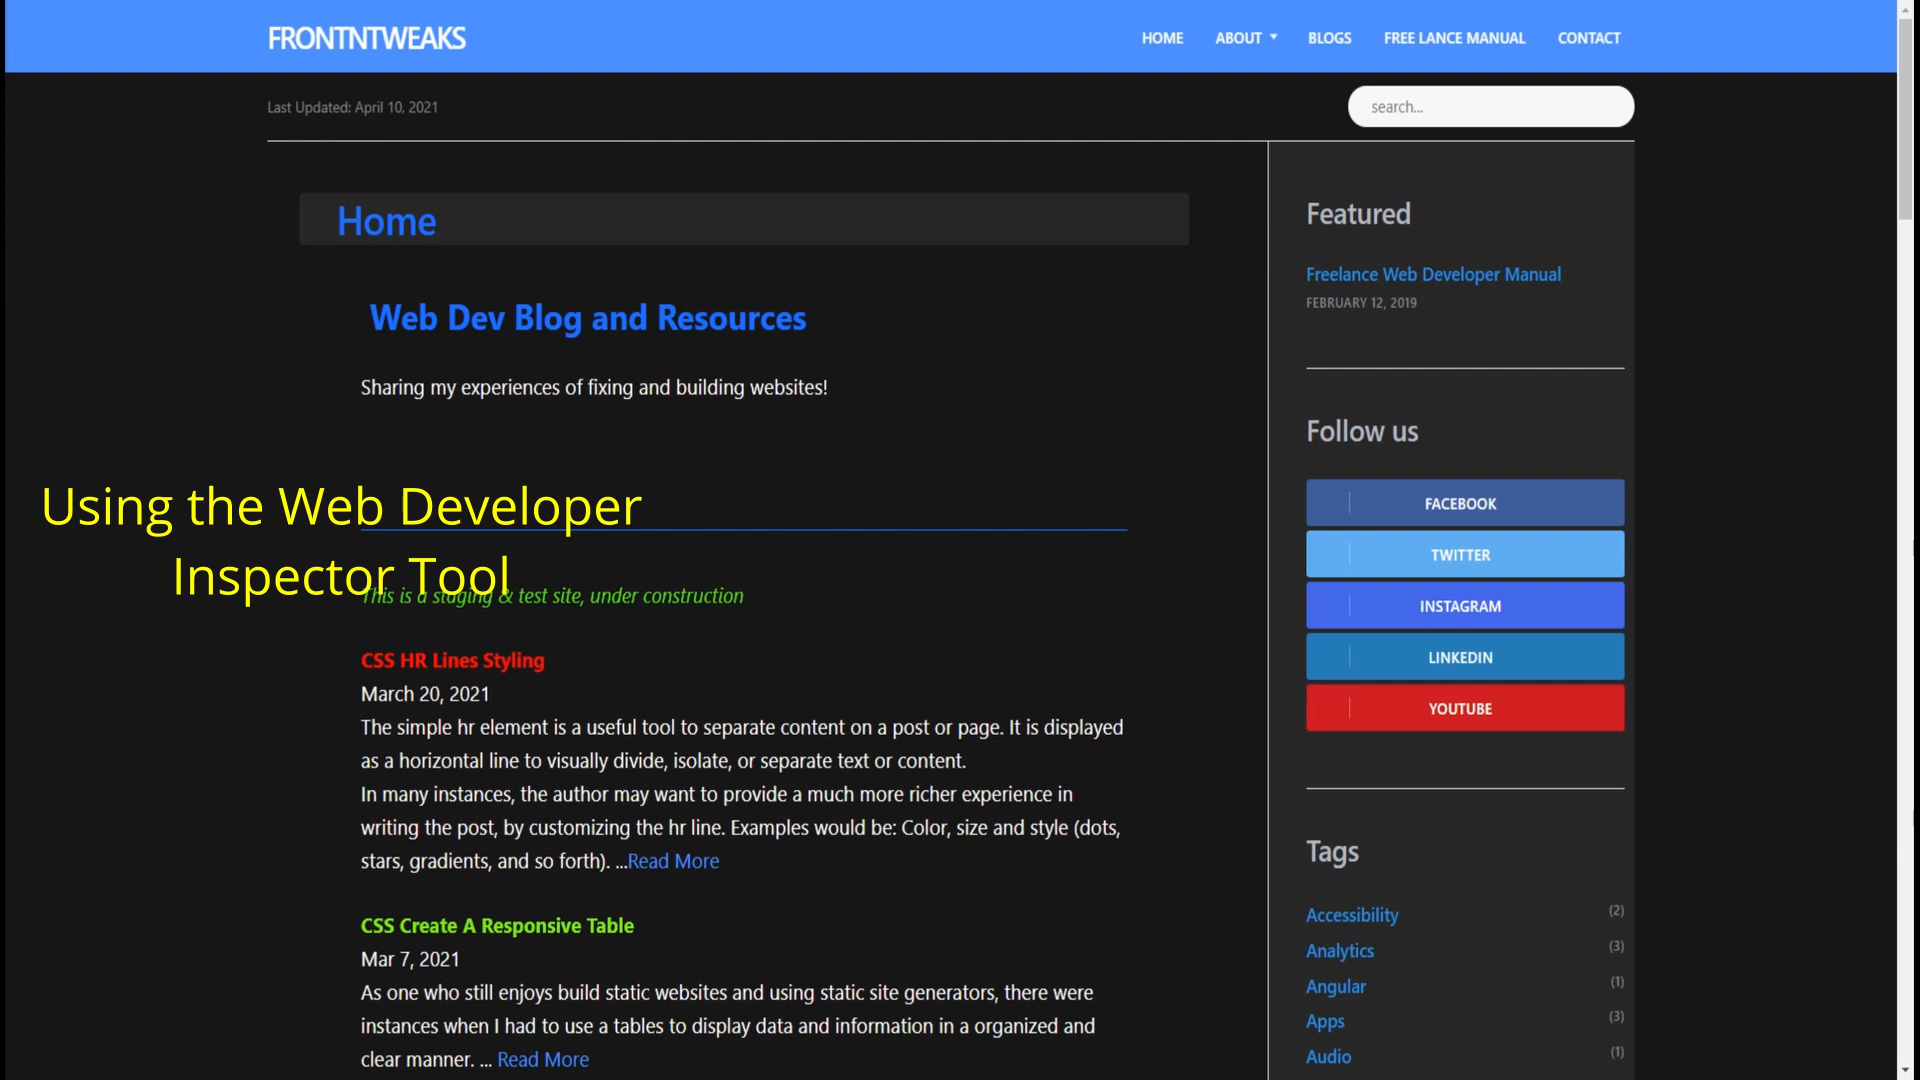 FRONTNTWEAKS
HOME ABOUT BLOGS FREE LANCE MANUAL CONTACT
Last Updated: April 10, 2021
search...
Home
Web Dev Blog and Resources
Sharing my experiences of fixing and building websites!
Using the Web Developer
Inspector Tool
This is a staging & test site, under construction
CSS HR Lines Styling
March 20, 2021
The simple hr element is a useful tool to separate content on a post or page. It is displayed
as a horizontal line to visually divide, isolate, or separate text or content.
In many instances, the author may want to provide a much more richer experience in
writing the post, by customizing the hr line. Examples would be: Color, size and style (dots,
stars, gradients, and so forth). ...Read More
CSS Create A Responsive Table
Mar 7, 2021
As one who still enjoys build static websites and using static site generators, there were
instances when I had to use a tables to display data and information in a organized and
clear manner. ... Read More
Featured
Freelance Web Developer Manual
FEBRUARY 12, 2019
Follow us
FACEBOOK
TWITTER
INSTAGRAM
LINKEDIN
YOUTUBE
Tags
Accessibility (2)
Analytics (3)
Angular (1)
Apps (3)
Audio (1)